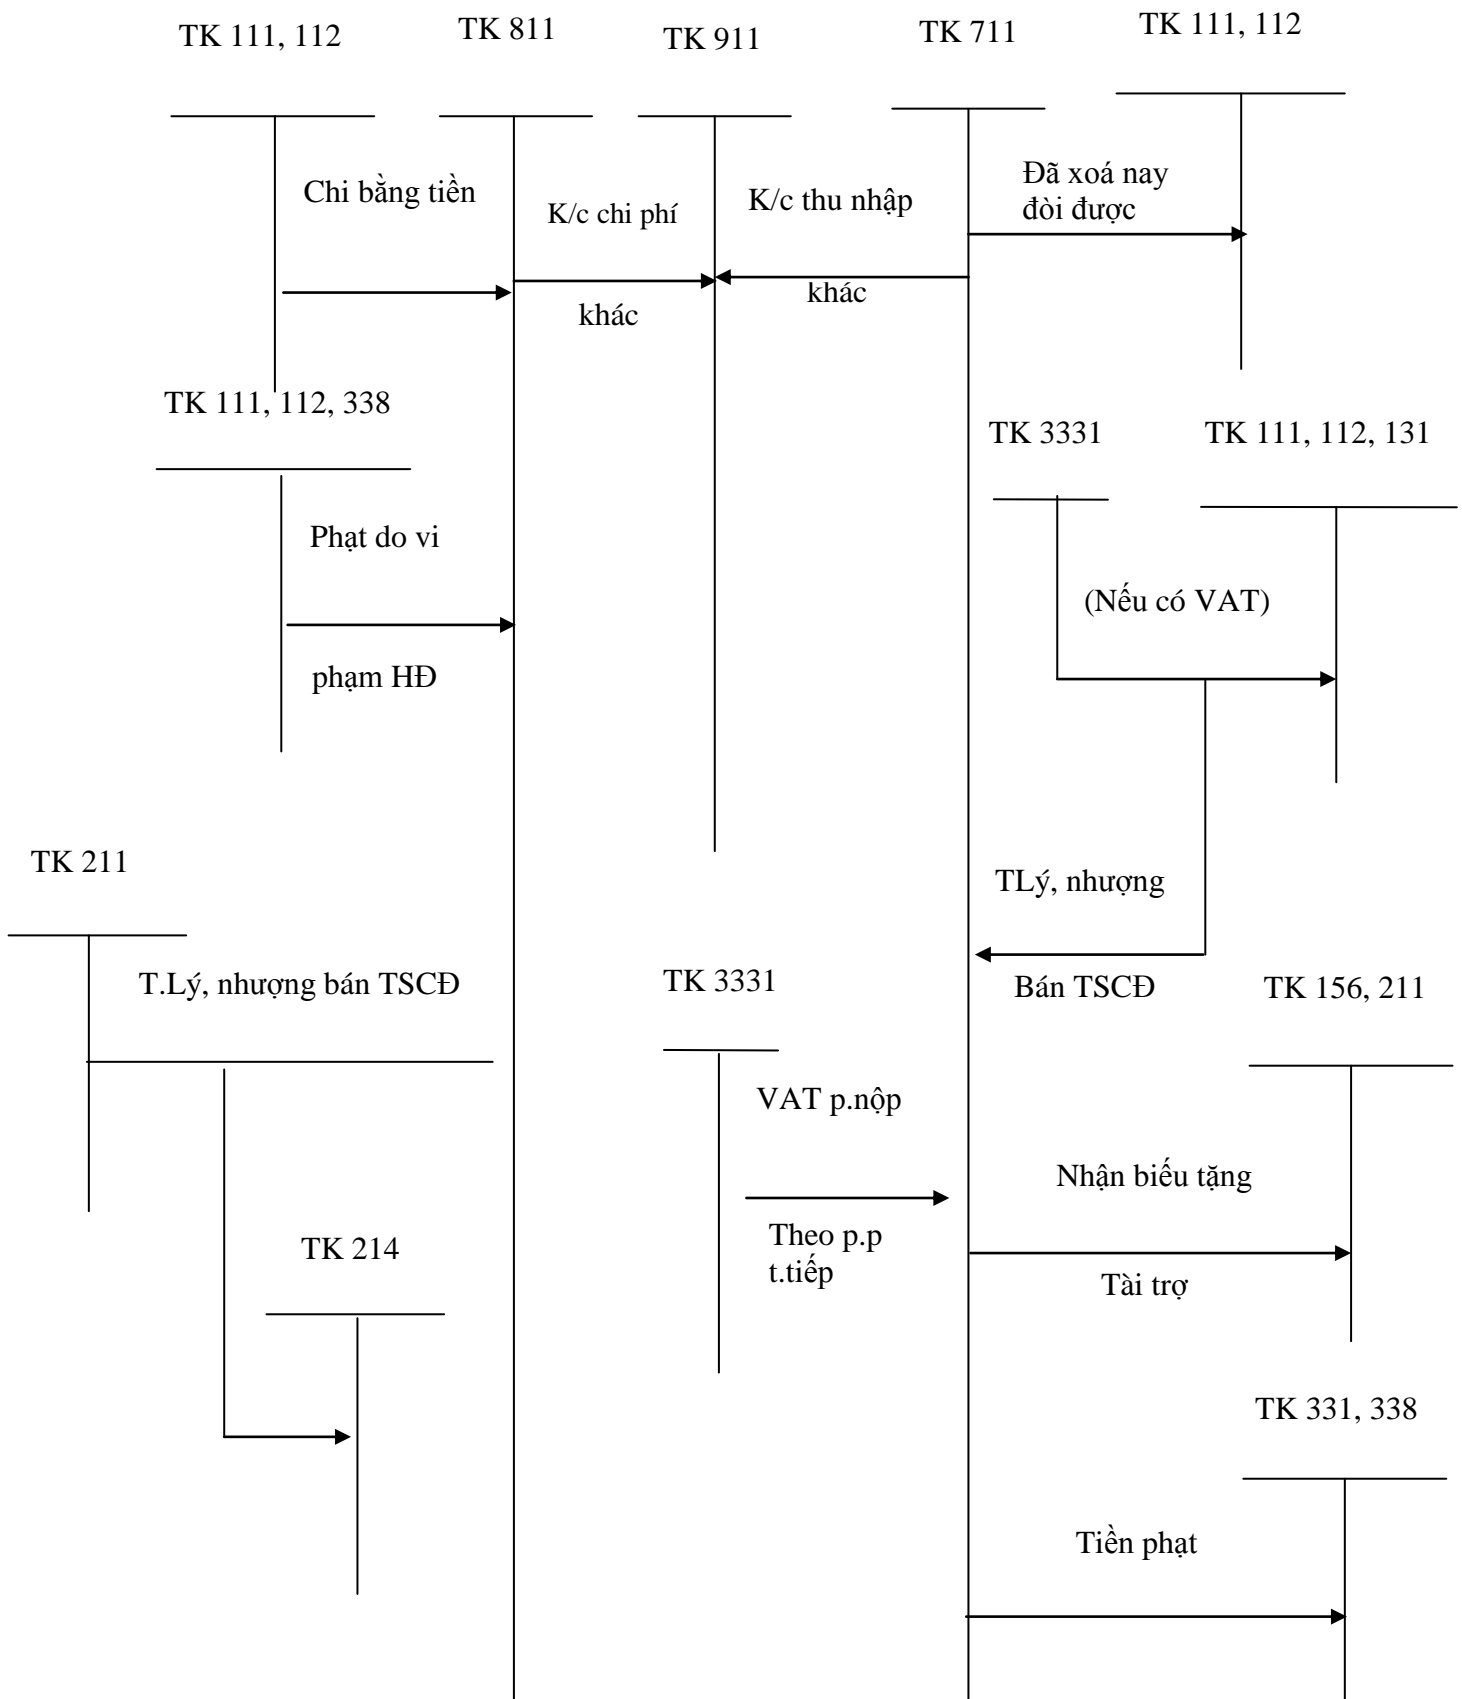 TK 111, 112
TK 811
TK 911
TK 711
TK 111, 112
Chi bằng tiền
K/c chi phí
khác
K/c thu nhập
khác
Đã xoá nay
đòi được
TK 111, 112, 338
TK 3331
TK 111, 112, 131
Phạt do vi
phạm HĐ
(Nếu có VAT)
TK 211
TLý, nhượng
Bán TSCĐ
T.Lý, nhượng bán TSCĐ
TK 3331
TK 156, 211
VAT p.nộp
Theo p.p
t.tiếp
Nhận biếu tặng
Tài trợ
TK 214
TK 331, 338
Tiền phạt